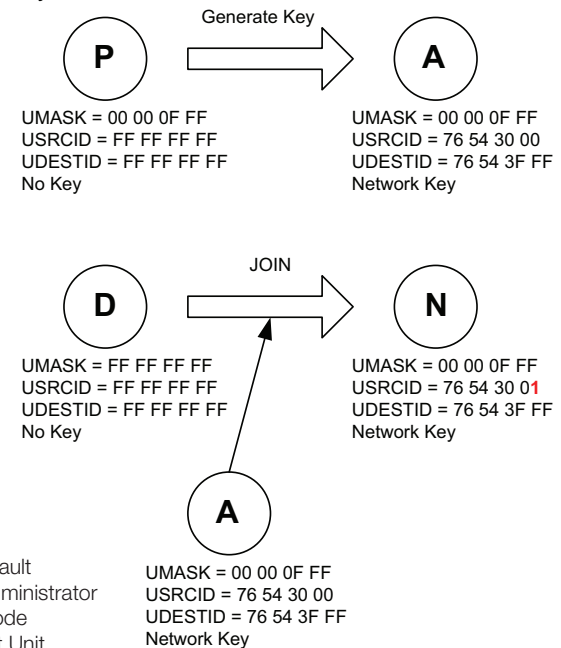 Generate Key
P
A
UMASK = 00 00 0F FF
USRCID = FF FF FF FF
UDESTID = FF FF FF FF
No Key
UMASK = 00 00 0F FF
USRCID = 76 54 30 00
UDESTID = 76 54 3F FF
Network Key
JOIN
D
N
UMASK = FF FF FF FF
USRCID = FF FF FF FF
UDESTID = FF FF FF FF
No Key
UMASK = 00 00 0F FF
USRCID = 76 54 30 01
UDESTID = 76 54 3F FF
Network Key
A
UMASK = 00 00 0F FF
USRCID = 76 54 30 00
UDESTID = 76 54 3F FF
Network Key
Unit